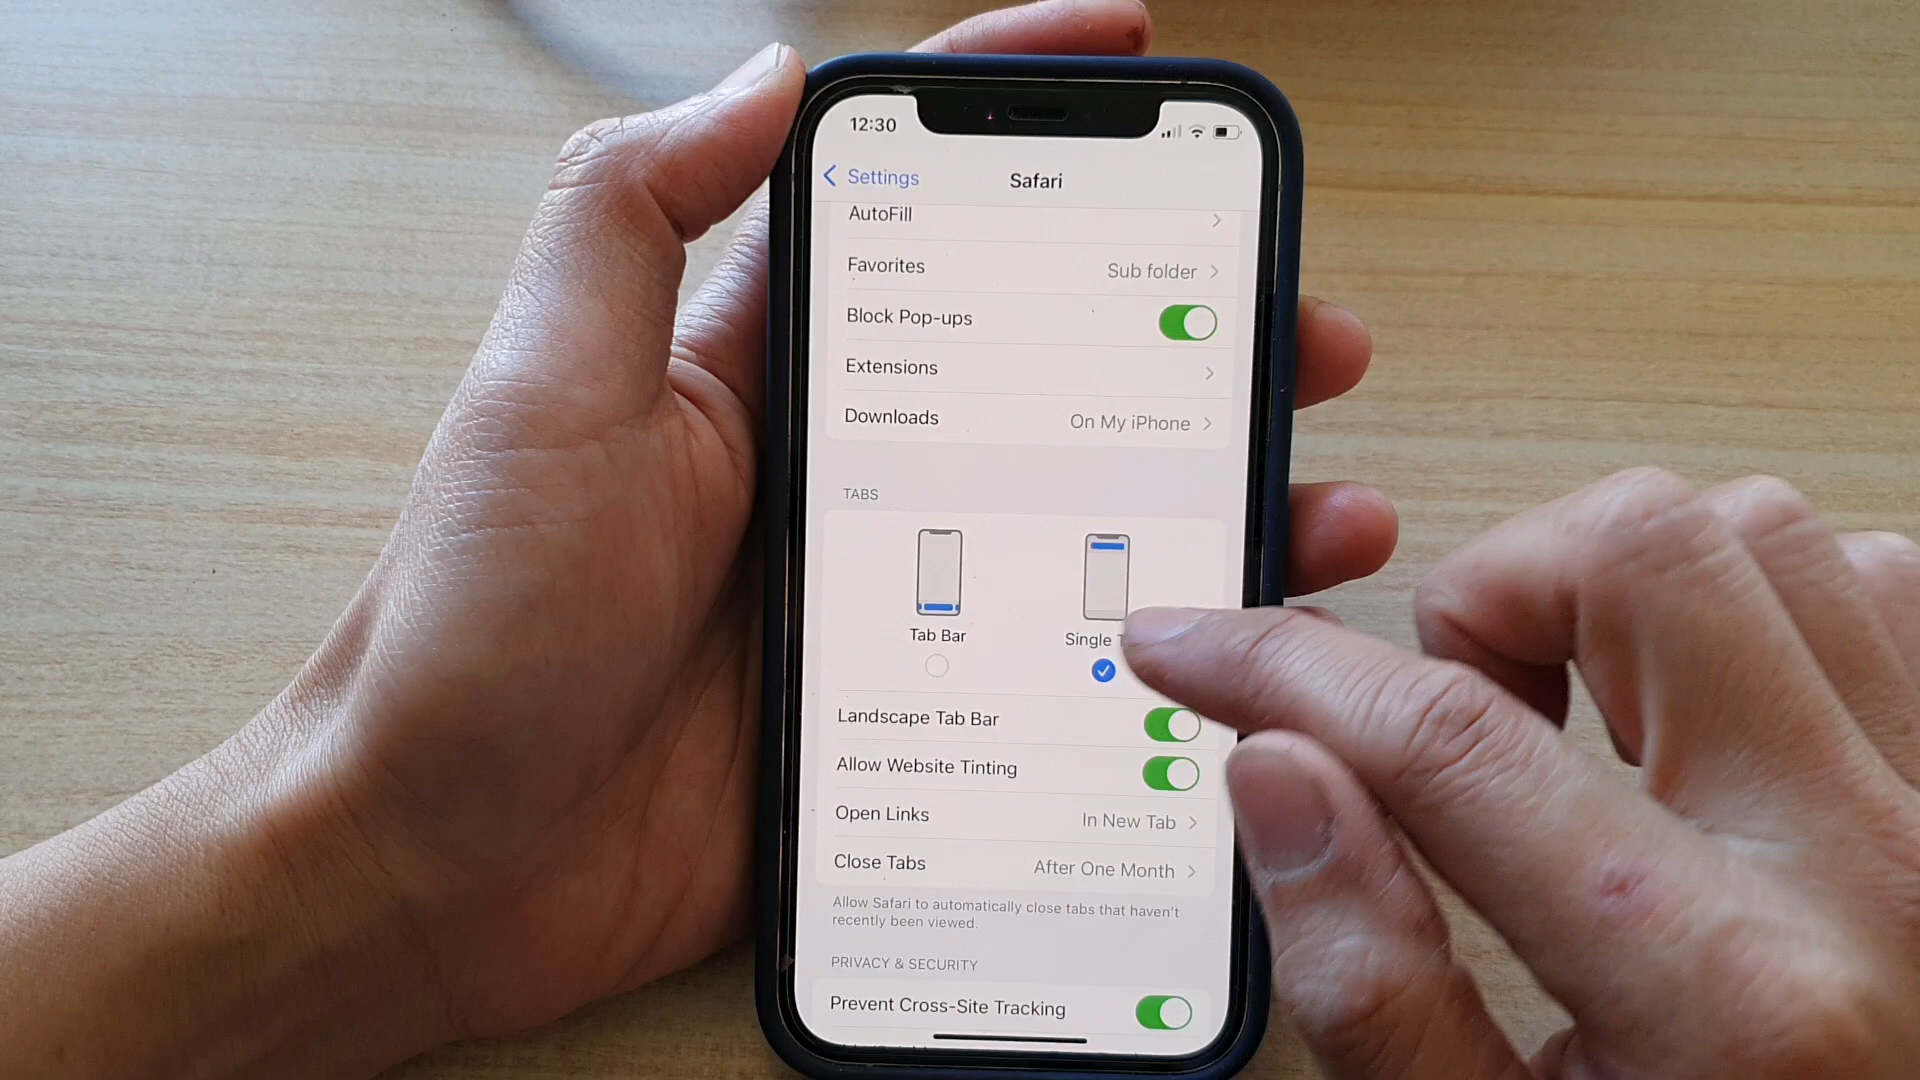 12:30
Settings
Safari
AutoFill
Favorites Sub folder
Block Pop-ups
Extensions
Downloads On My iPhone
TABS
Tab Bar Single
Landscape Tab Bar
Allow Website Tinting
Open Links In New Tab
Close Tabs After One Month
Allow Safari to automatically close tabs that haven't
recently been viewed.
PRIVACY & SECURITY
Prevent Cross-Site Tracking